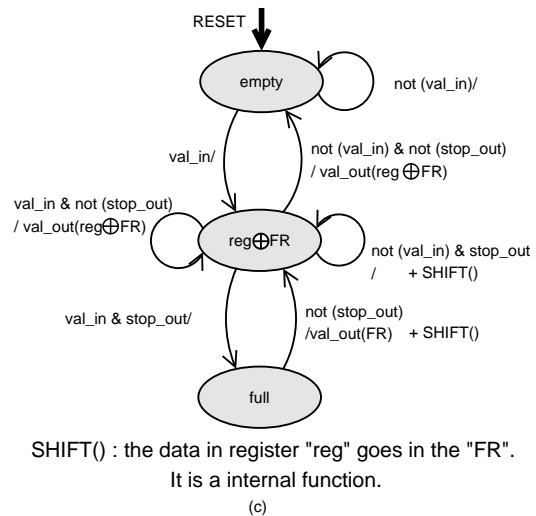 RESET
empty
not (val_in)/
val_in/
not (val_in) & not (stop_out)
/ val_out(reg⊕FR)
val_in & not (stop_out)
/ val_out(reg⊕FR)
reg⊕FR
not (val_in) & stop_out
/ + SHIFT()
val_in & stop_out/
not (stop_out)
/val_out(FR) + SHIFT()
full
SHIFT() : the data in register "reg" goes in the "FR".
It is a internal function.
(c)